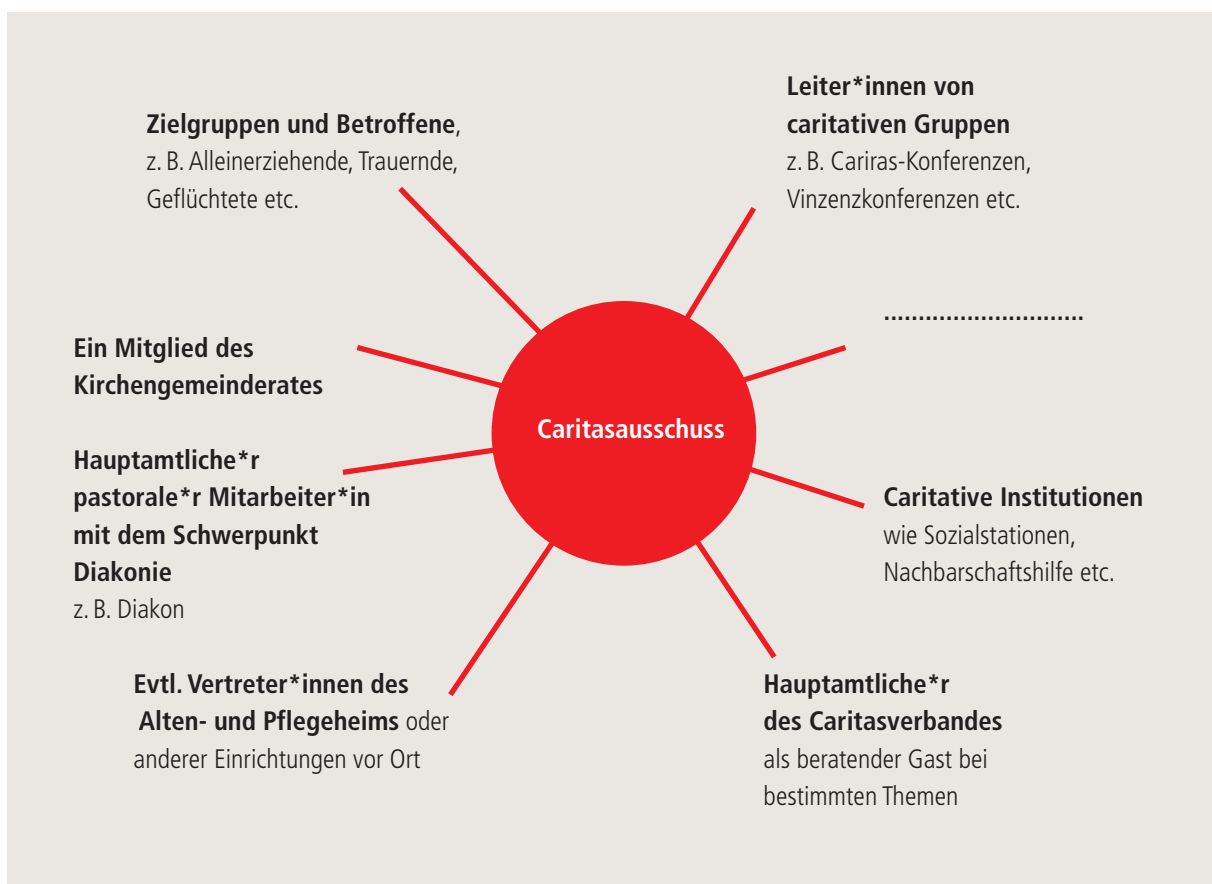 Zielgruppen und Betroffene,
z. B. Alleinerziehende, Trauernde,
Geflüchtete etc.
Leiter*innen von
caritativen Gruppen
z. B. Cariras-Konferenzen,
Vinzenzkonferenzen etc.
.............................
Ein Mitglied des
Kirchengemeinderates
Caritasausschuss
Hauptamtliche*r
pastorale*r Mitarbeiter*in
mit dem Schwerpunkt
Diakonie
z. B. Diakon
Caritative Institutionen
wie Sozialstationen,
Nachbarschaftshilfe etc.
Evtl. Vertreter*innen des
Alten- und Pflegeheims oder
anderer Einrichtungen vor Ort
Hauptamtliche*r
des Caritasverbandes
als beratender Gast bei
bestimmten Themen